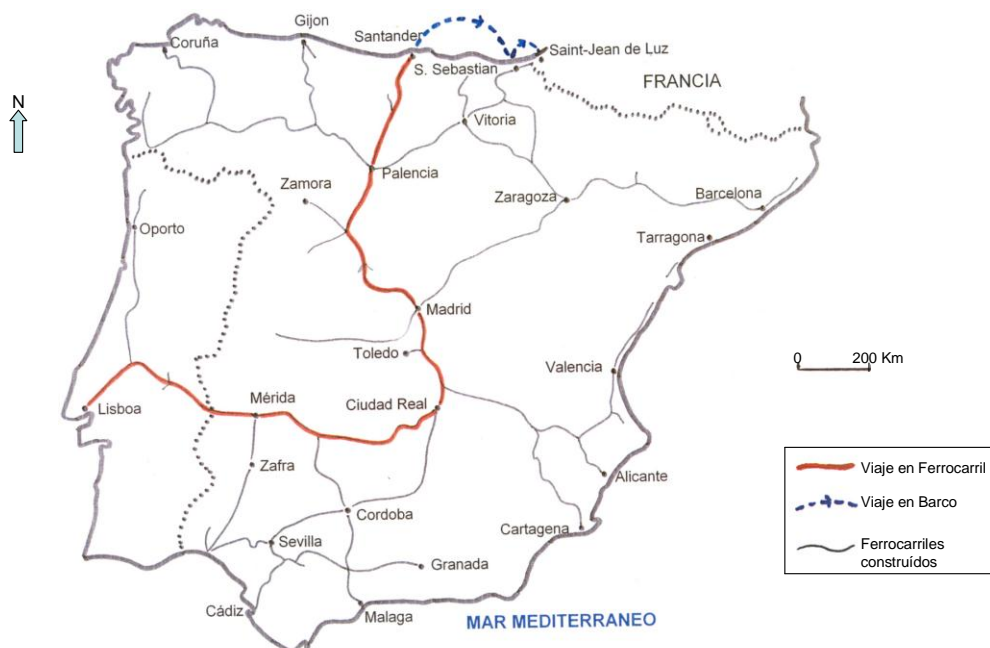 Gijon
Santander
Coruña
Saint-Jean de Luz
S. Sebastian
FRANCIA
N
Vitoria
Palencia
Zamora
Zaragoza
Barcelona
Oporto
Tarragona
Madrid
Toledo
Valencia
0 200 Km
Mérida
Ciudad Real
Lisboa
Zafra
Alicante
Viaje en Ferrocarril
Viaje en Barco
Ferrocarriles
construídos
Cordoba
Cartagena
Sevilla
Granada
Cádiz
Malaga
MAR MEDITERRANEO